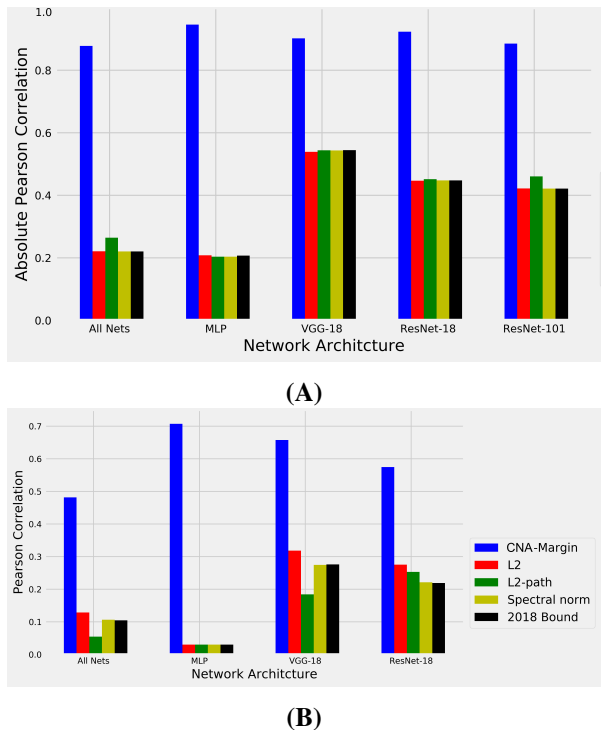 1.0
0.8
0.6
0.4
0.2
0.0
Absolute Pearson Correlation
All Nets MLP VGG-18 ResNet-18 ResNet-101
Network Architcture
(A)
0.7
0.6
0.5
0.4
0.3
0.2
0.1
0.0
Pearson Correlation
All Nets MLP VGG-18 ResNet-18
Network Architcture
CNA-Margin
L2
L2-path
Spectral norm
2018 Bound
(B)